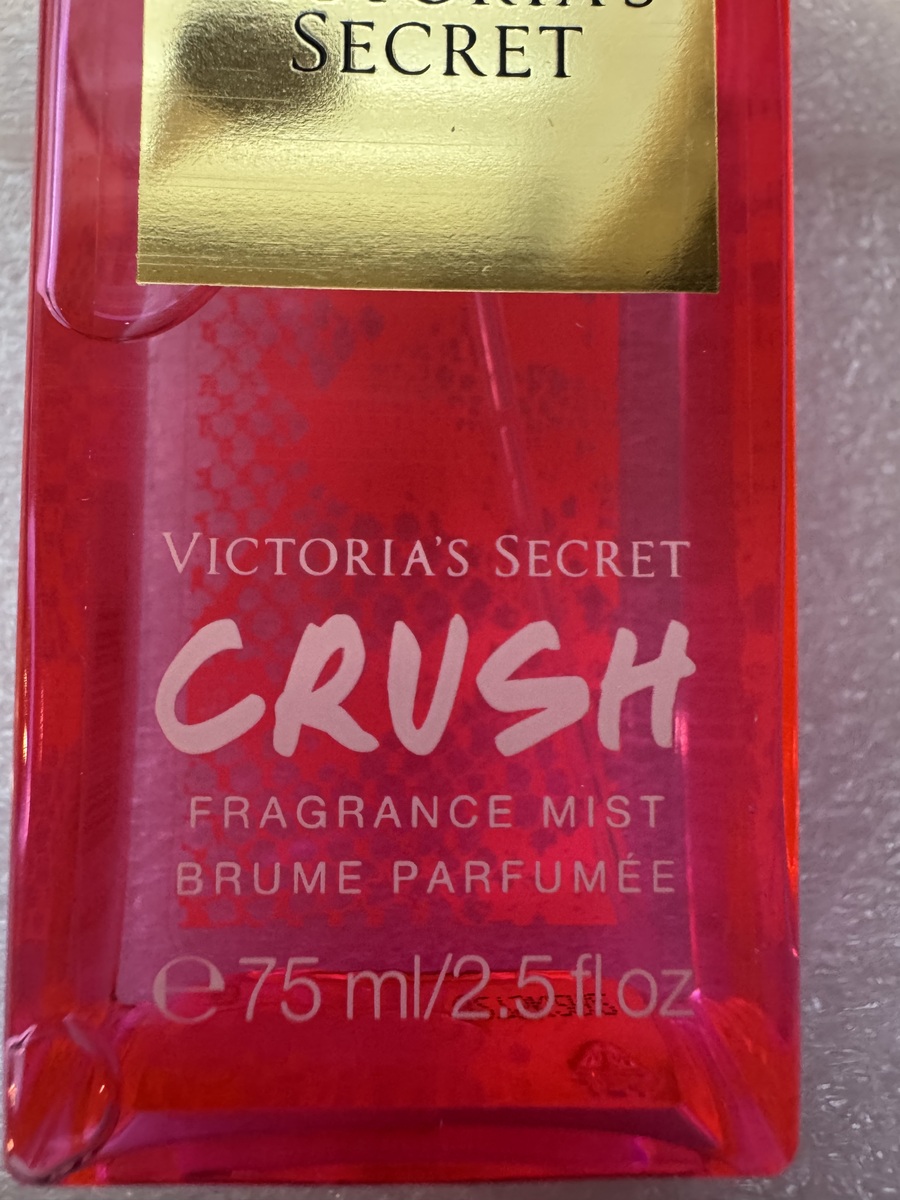 SECRET
VICTORIA'S SECRET
CRUSH
FRAGRANCE MIST
BRUME PARFUMÉE
℮75 ml/2.5 fl oz